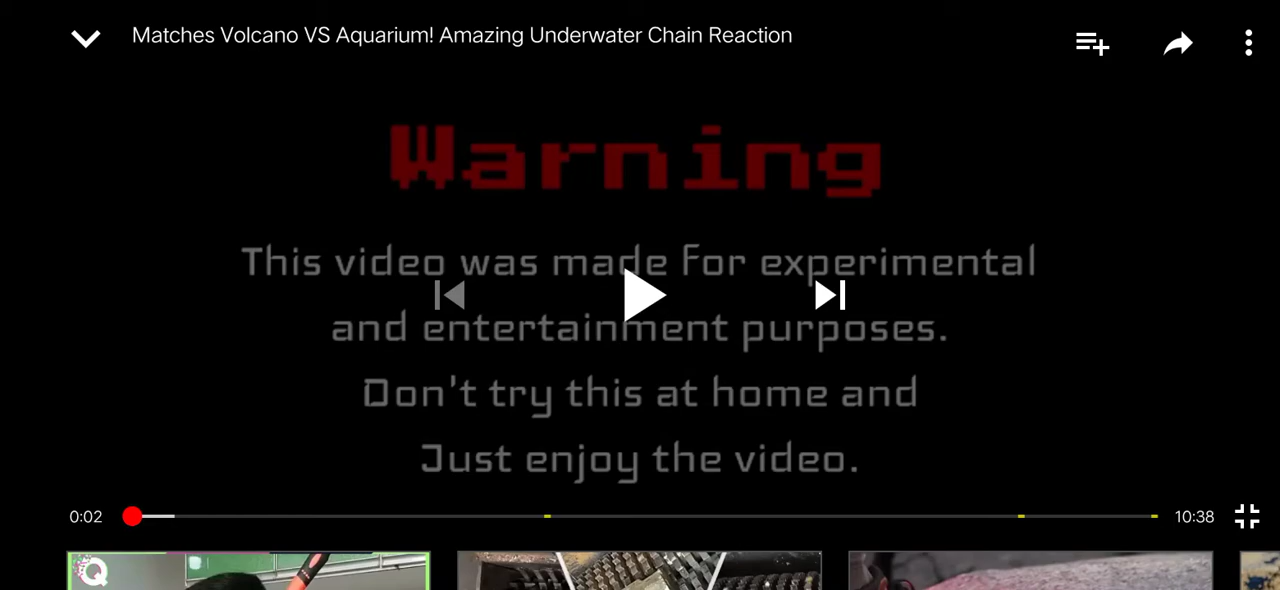 Matches Volcano VS Aquarium! Amazing Underwater Chain Reaction
Warning
This video was made for experimental
and entertainment purposes.
Don't try this at home and
Just enjoy the video.
0:02
10:38
Q